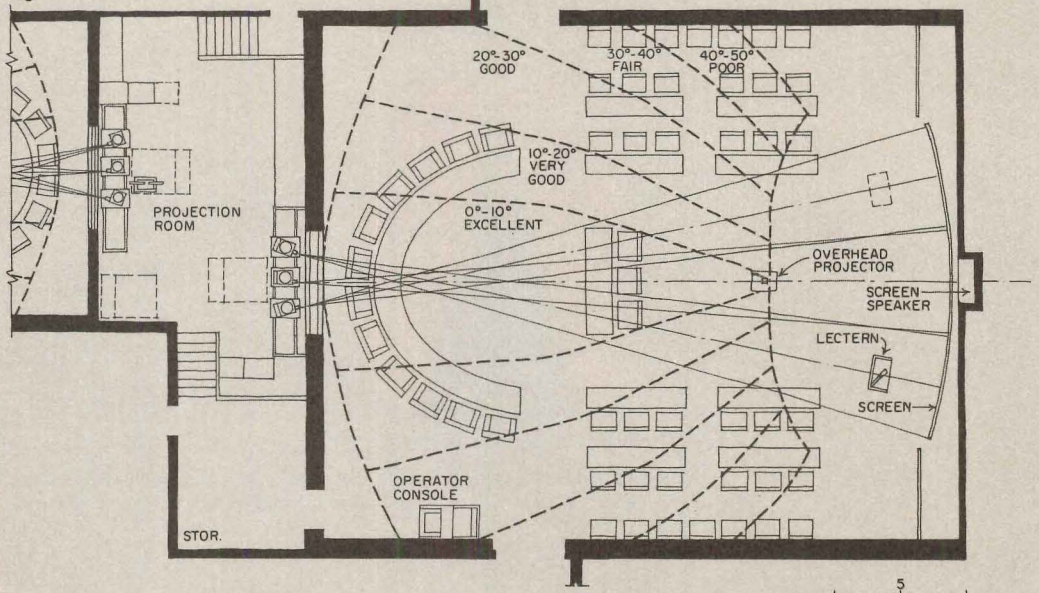 20°-30°
GOOD
30°-40°
FAIR
40°-50°
POOR
10°-20°
VERY
GOOD
0°-10°
EXCELLENT
PROJECTION
ROOM
OVERHEAD
PROJECTOR
SCREEN
SPEAKER
LECTERN
SCREEN
OPERATOR
CONSOLE
STOR.
5